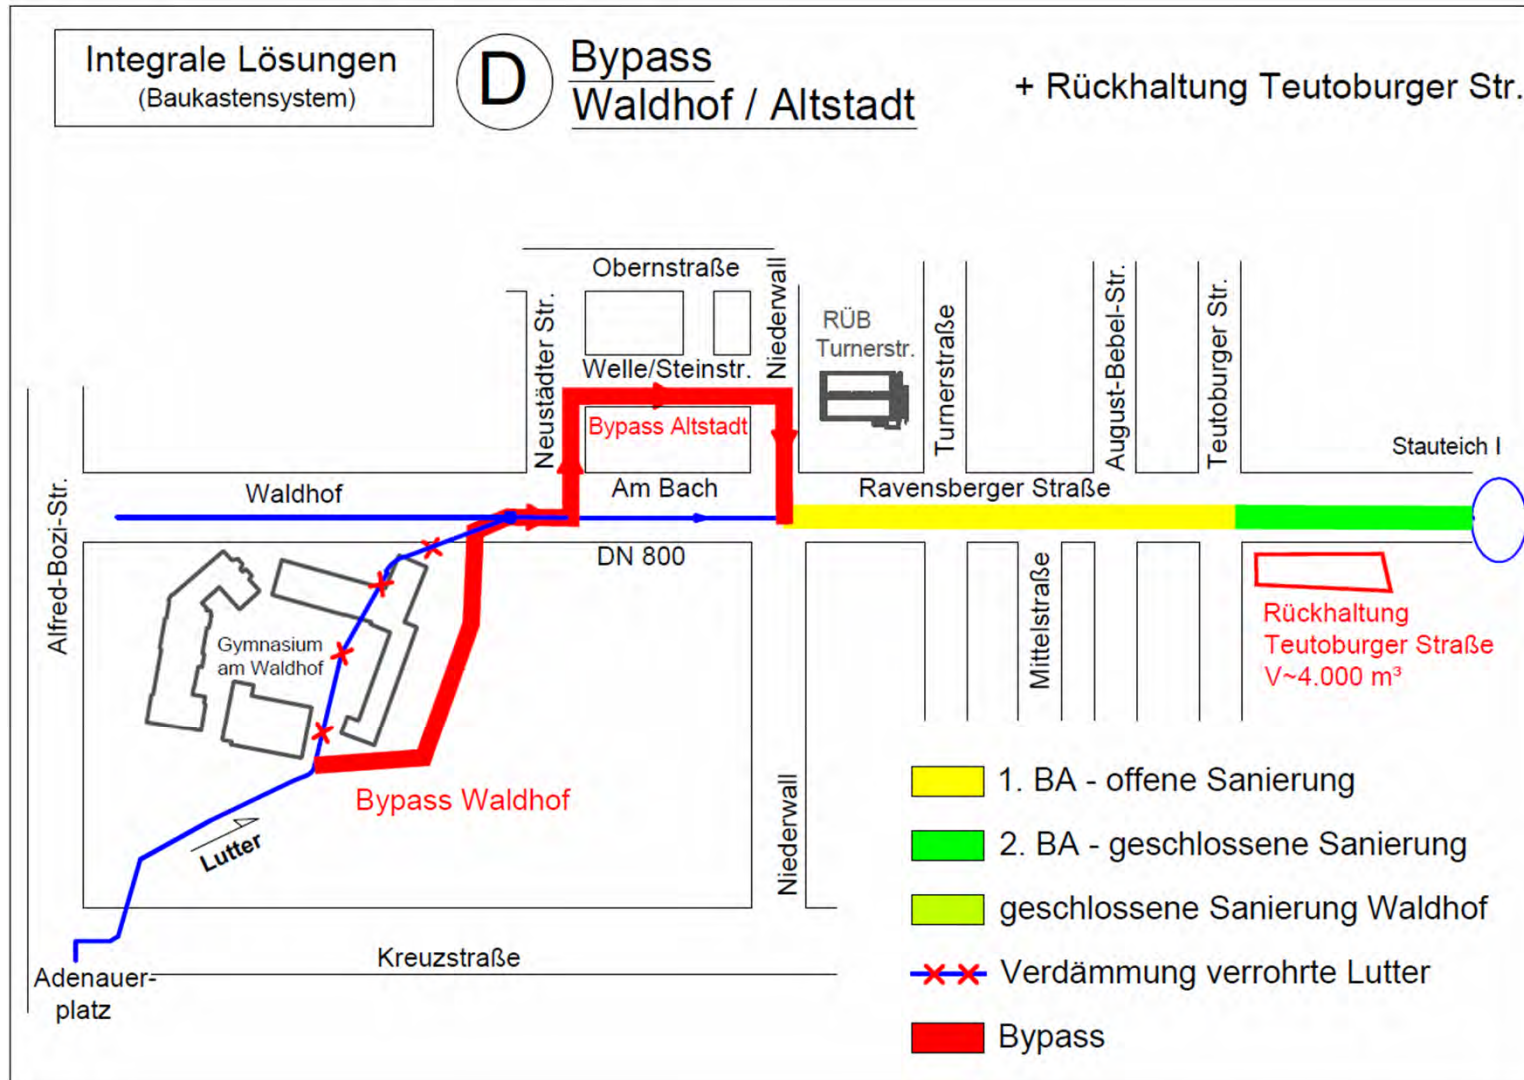 Integrale Lösungen
(Baukastensystem)
D
Bypass
Waldhof / Altstadt
+ Rückhaltung Teutoburger Str.
Obernstraße
Neustädter Str.
Niederwall
Welle/Steinstr.
Bypass Altstadt
RÜB
Turnerstr.
Turnerstraße
August-Bebel-Str.
Teutoburger Str.
Stauteich I
Alfred-Bozi-Str.
Waldhof
Am Bach
Ravensberger Straße
DN 800
Gymnasium
am Waldhof
Mittelstraße
Rückhaltung
Teutoburger Straße
V~4.000 m³
Bypass Waldhof
Lutter
Niederwall
Kreuzstraße
Adenauer-
platz
1. BA - offene Sanierung
2. BA - geschlossene Sanierung
geschlossene Sanierung Waldhof
Verdämmung verrohrte Lutter
Bypass